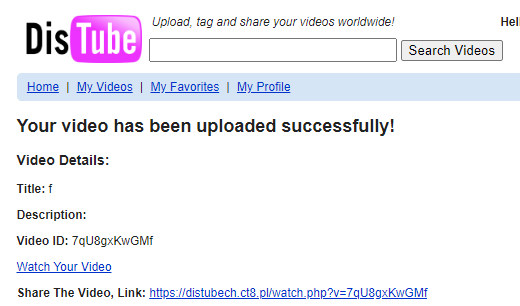 DisTube
Upload, tag and share your videos worldwide!
Hell
Search Videos
Home | My Videos | My Favorites | My Profile
Your video has been uploaded successfully!
Video Details:
Title: f
Description:
Video ID: 7qU8gxKwGMf
Watch Your Video
Share The Video, Link: https://distubech.ct8.pl/watch.php?v=7qU8gxKwGMf